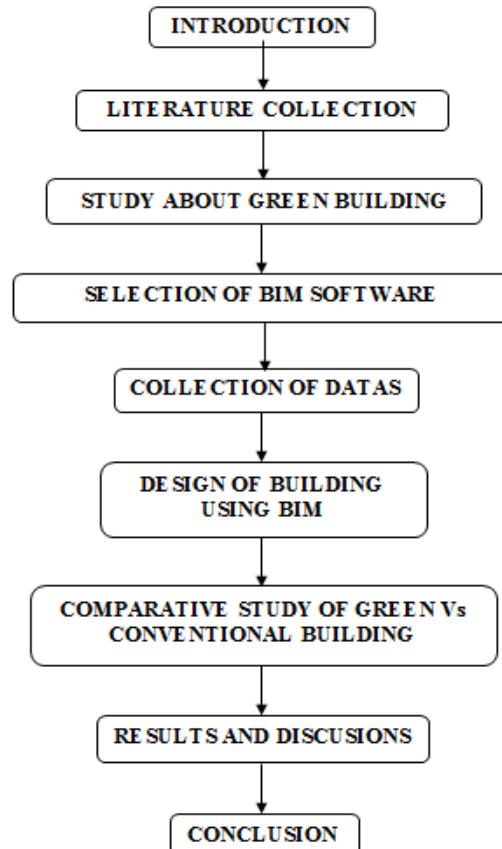 INTRODUCTION
LITERATURE COLLECTION
STUDY ABOUT GREEN BUILDING
SELECTION OF BIM SOFTWARE
COLLECTION OF DATAS
DESIGN OF BUILDING
USING BIM
COMPARATIVE STUDY OF GREEN Vs
CONVENTIONAL BUILDING
RESULTS AND DISCUSIONS
CONCLUSION